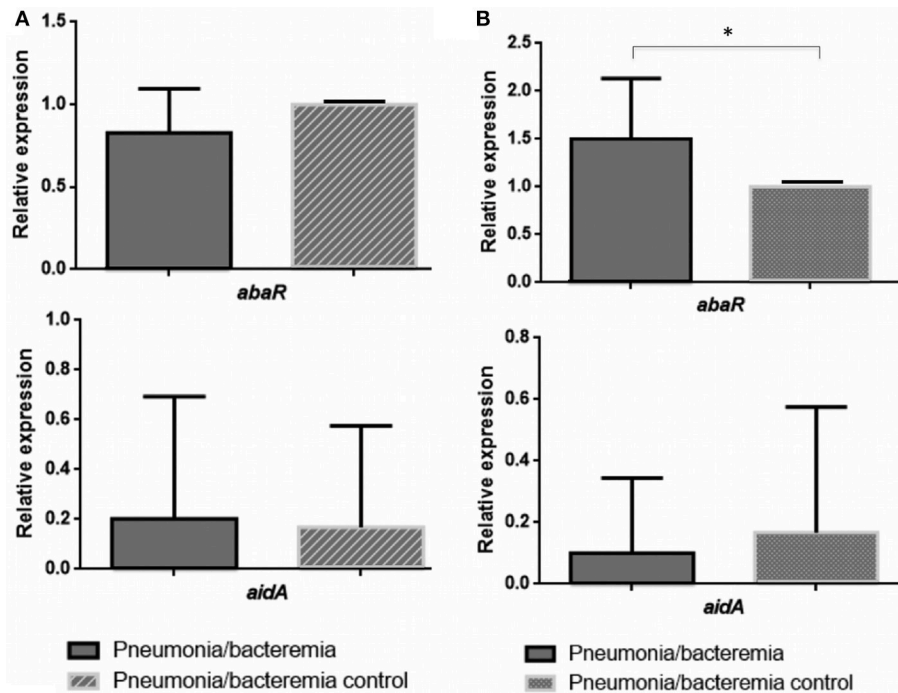 A
Relative expression
1.5
1.0
0.5
0.0
abaR
Relative expression
1.0
0.8
0.6
0.4
0.2
0.0
aidA
Pneumonia/bacteremia
Pneumonia/bacteremia control
B
Relative expression
2.5
2.0
1.5
1.0
0.5
0.0
*
abaR
Relative expression
0.8
0.6
0.4
0.2
0.0
aidA
Pneumonia/bacteremia
Pneumonia/bacteremia control